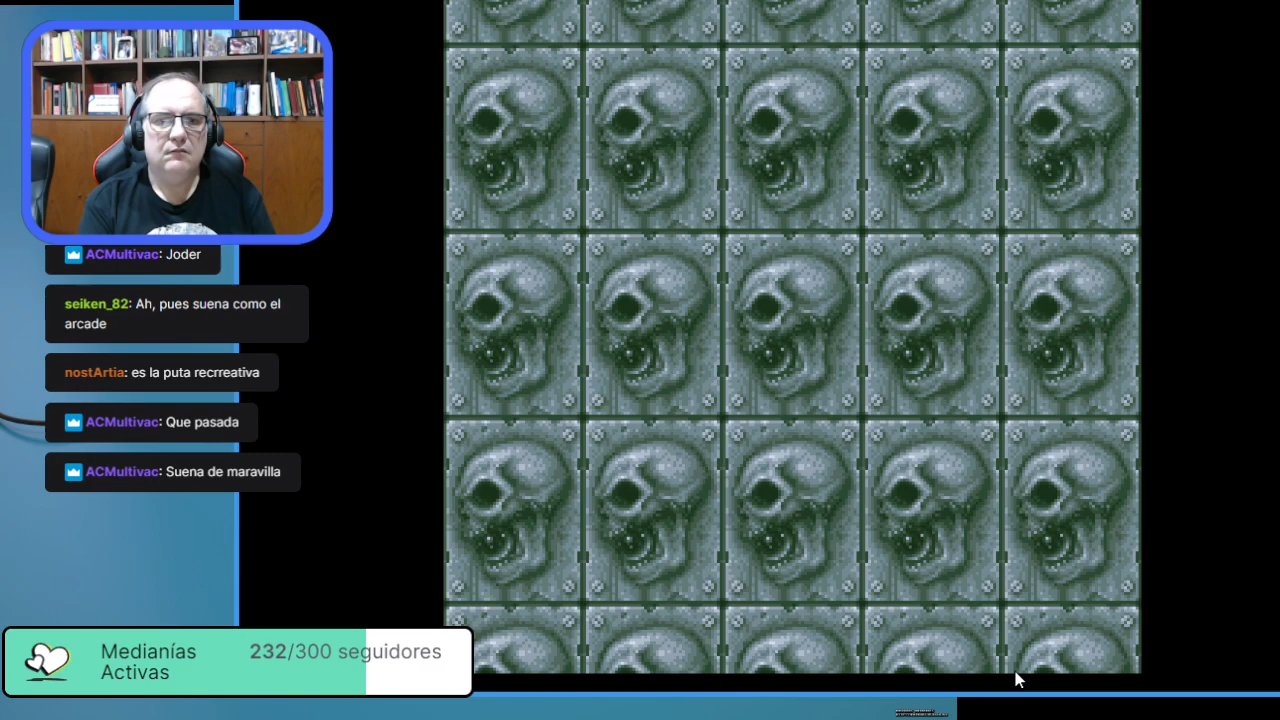 ACMultivac: Joder
seiken_82: Ah, pues suena como el
arcade
nostArtia: es la puta recrreativa
ACMultivac: Que pasada
ACMultivac: Suena de maravilla
Medianías
Activas
232/300 seguidores